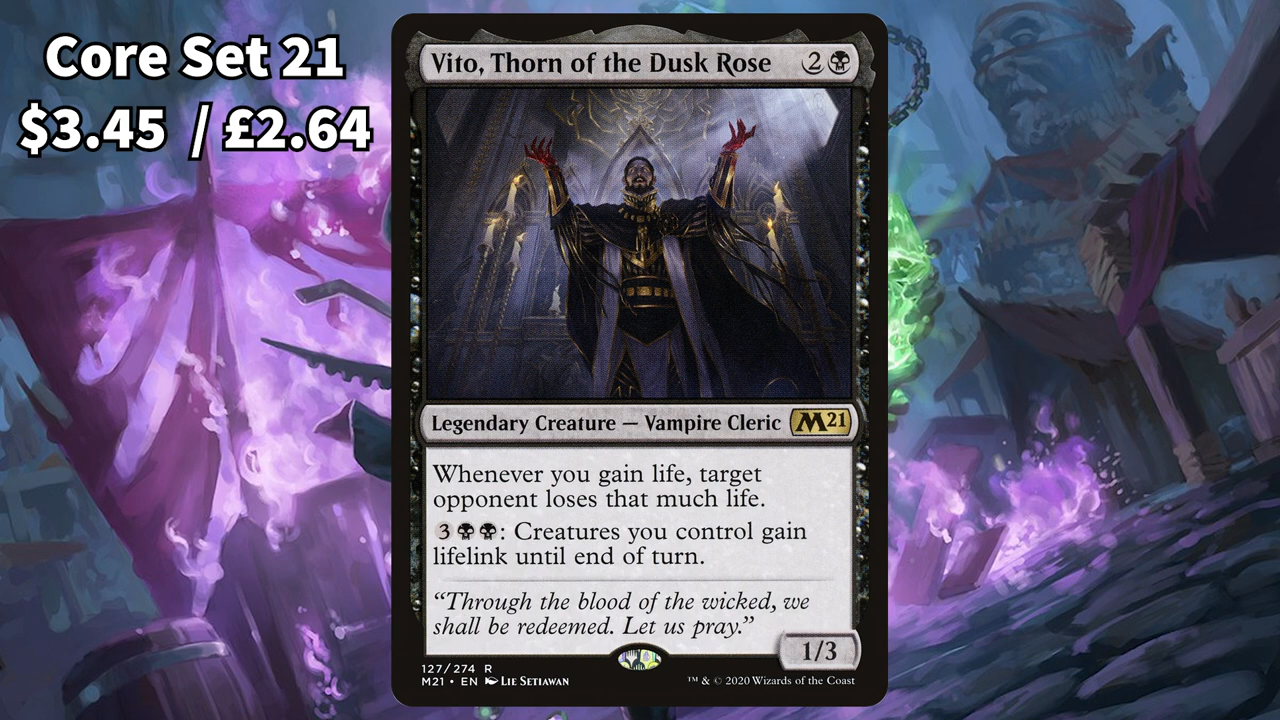 Core Set 21
$3.45 / £2.64
Vito, Thorn of the Dusk Rose 2
Legendary Creature — Vampire Cleric M21
Whenever you gain life, target
opponent loses that much life.
3: Creatures you control gain
lifelink until end of turn.
“Through the blood of the wicked, we
shall be redeemed. Let us pray.”
1/3
127/274 R
M21 • EN Lie Setiawan
™ & © 2020 Wizards of the Coast